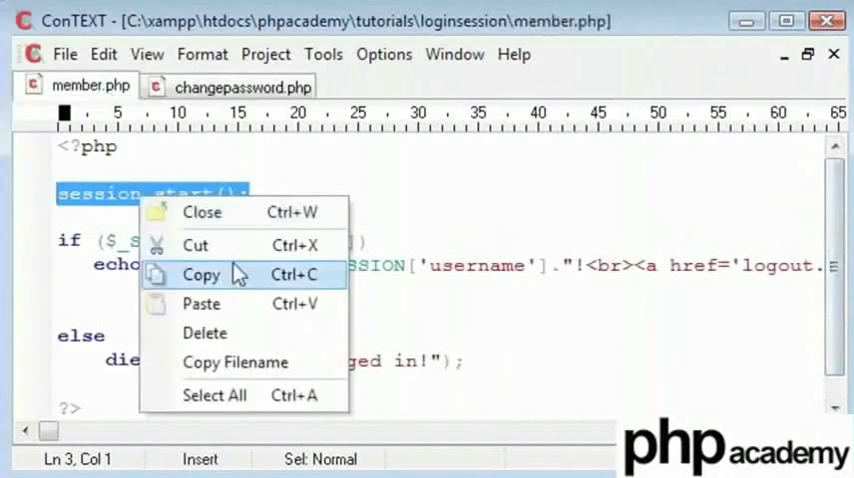 ConTEXT - [C:\xampp\htdocs\phpacademy\tutorials\loginsession\member.php]
File Edit View Format Project Tools Options Window Help
member.php changepassword.php
5 10 15 20 25 30 35 40 45 50 55 60 65
<?php
session_start();
Close Ctrl+W
if ($_S ])
Cut Ctrl+X
echo SSION['username']."!<br><a href='logout.
Copy Ctrl+C
Paste Ctrl+V
else
Delete
die ged in!");
Copy Filename
Select All Ctrl+A
?>
Ln 3, Col 1 Insert Sel: Normal
php academy